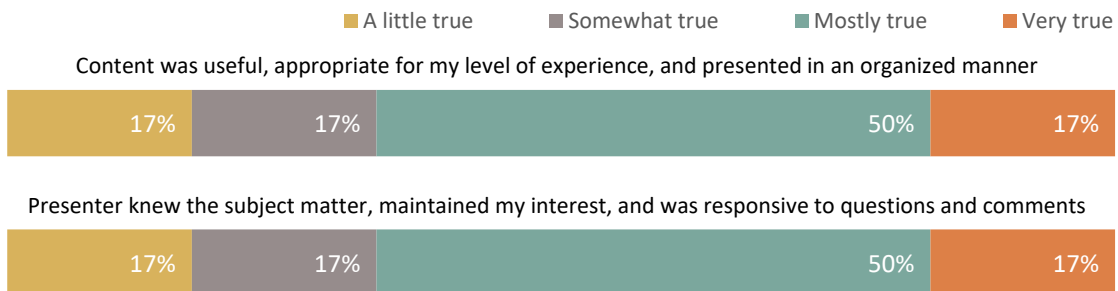 A little true Somewhat true Mostly true Very true
Content was useful, appropriate for my level of experience, and presented in an organized manner
17% 17% 50% 17%
Presenter knew the subject matter, maintained my interest, and was responsive to questions and comments
17% 17% 50% 17%